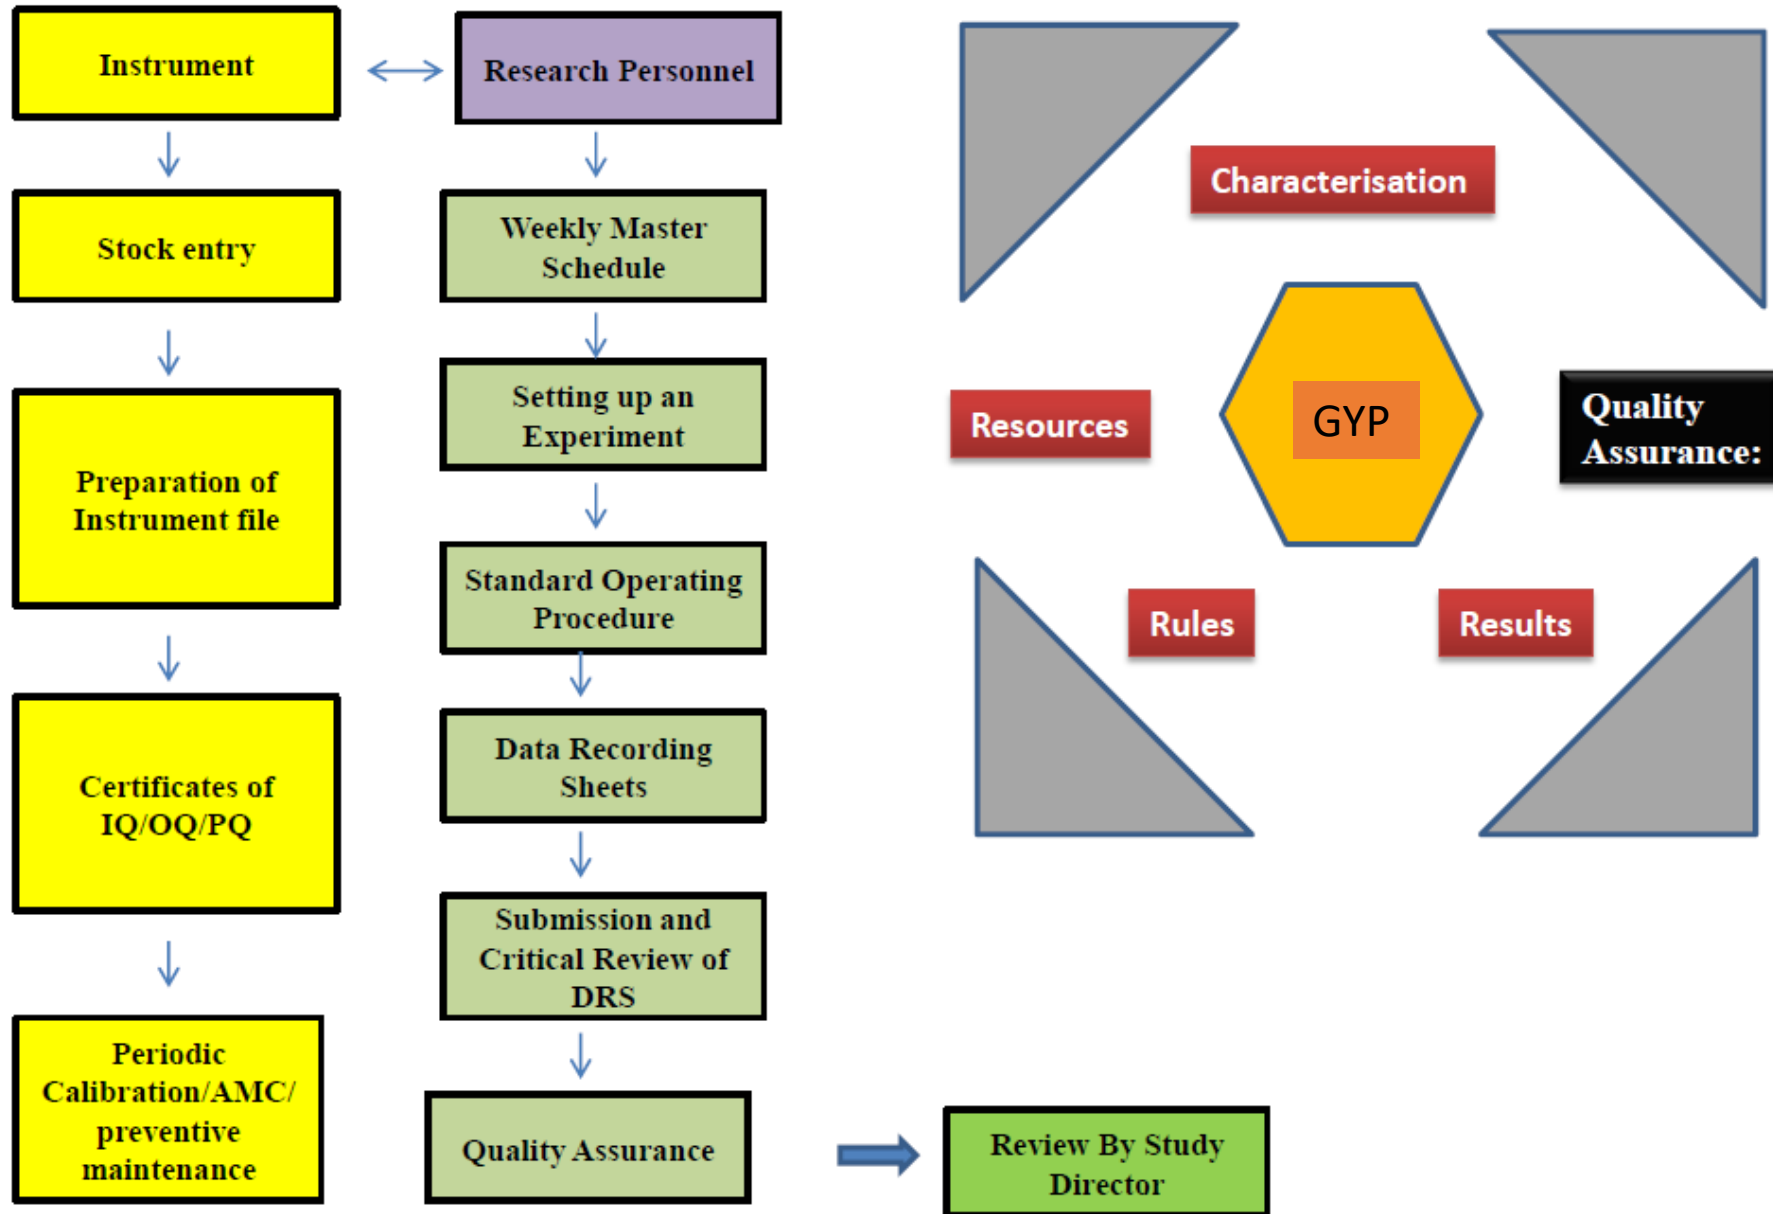 Instrument
Stock entry
Preparation of
Instrument file
Certificates of
IQ/OQ/PQ
Periodic
Calibration/AMC/
preventive
maintenance
Research Personnel
Weekly Master
Schedule
Setting up an
Experiment
Standard Operating
Procedure
Data Recording
Sheets
Submission and
Critical Review of
DRS
Quality Assurance
Review By Study
Director
Characterisation
Resources
GYP
Quality
Assurance:
Rules
Results